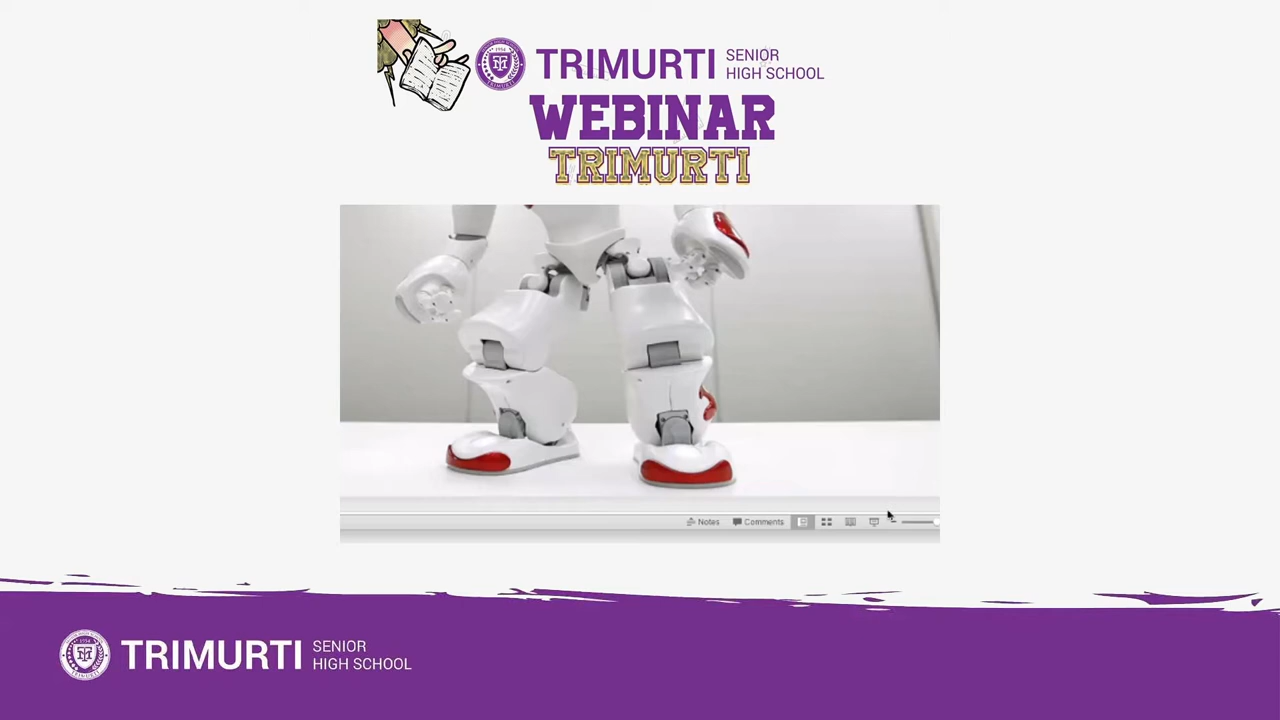 TRIMURTI SENIOR HIGH SCHOOL
WEBINAR
TRIMURTI
Notes Comments
TRIMURTI SENIOR HIGH SCHOOL